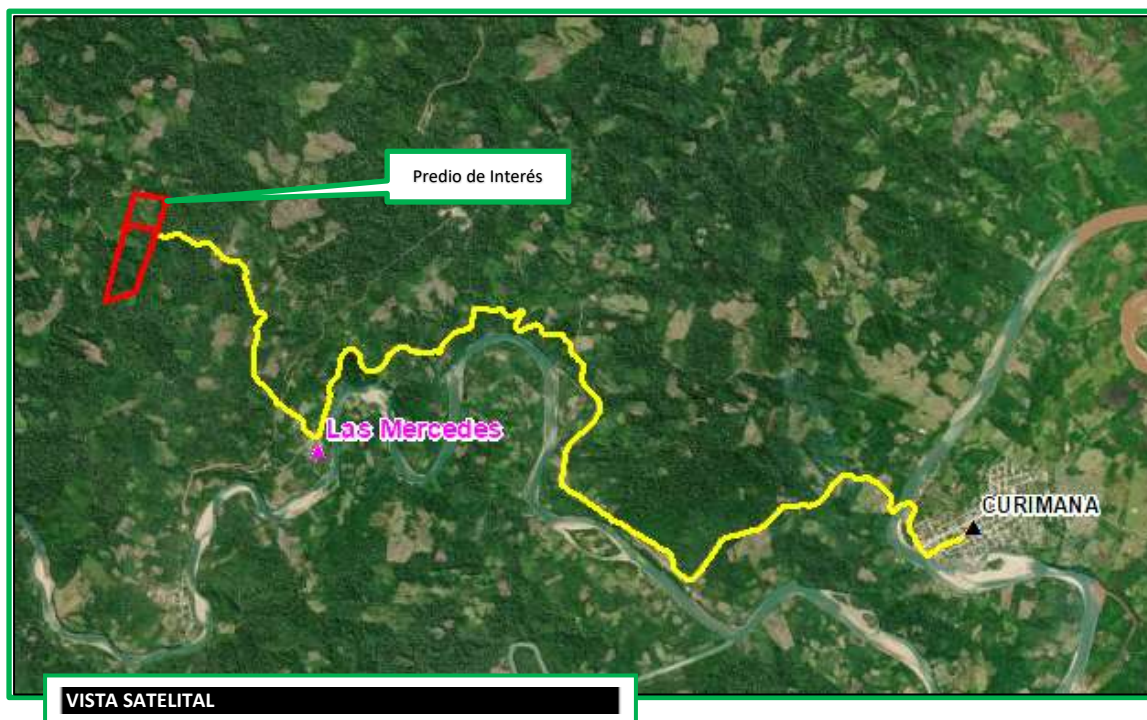 Predio de Interés
Las Mercedes
CURIMANA
VISTA SATELITAL